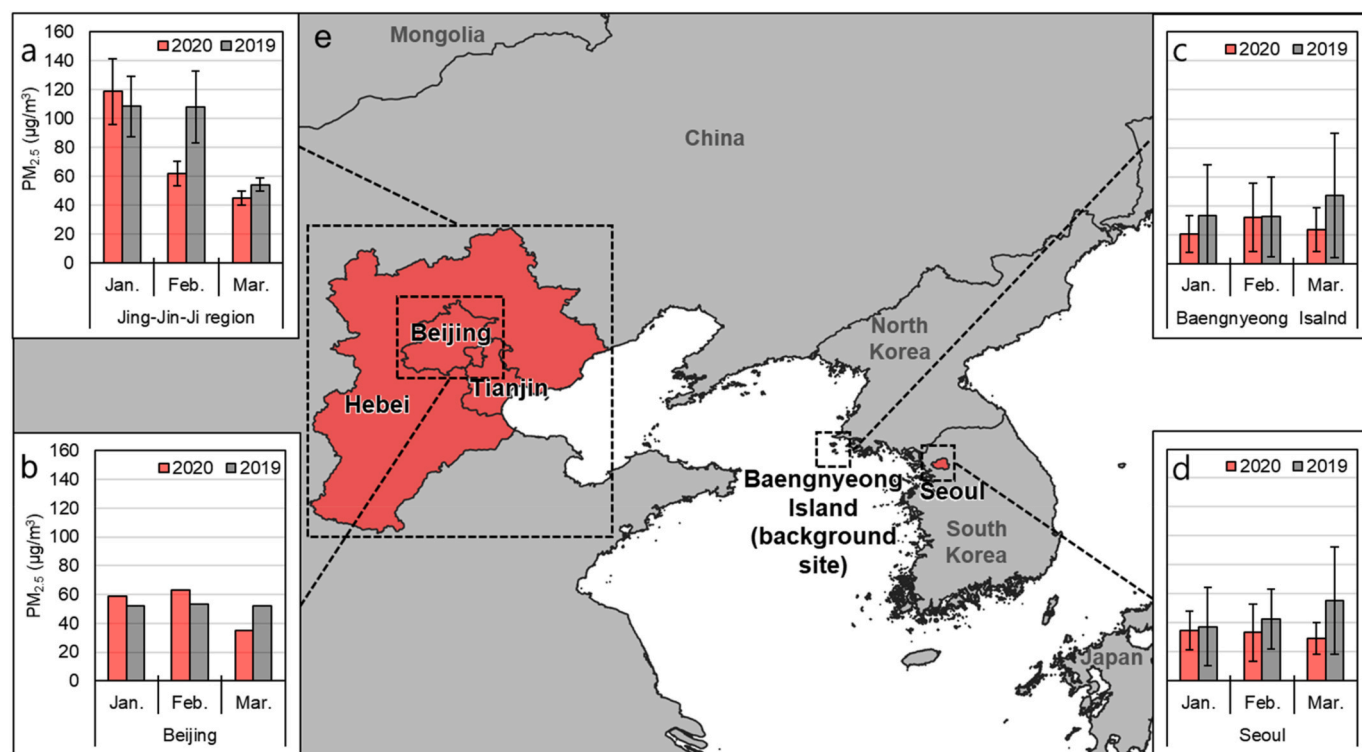 a
160
140
120
100
80
60
40
20
0
PM2.5 (µg/m³)
2020 2019
Jan. Feb. Mar.
Jing-Jin-Ji region
b
160
140
120
100
80
60
40
20
0
PM2.5 (µg/m³)
2020 2019
Jan. Feb. Mar.
Beijing
e
Mongolia
China
Beijing
Tianjin
Hebei
North
Korea
Baengnyeong
Island
(background
site)
Seoul
South
Korea
Japan
c
2020 2019
Jan. Feb. Mar.
Baengnyeong Isalnd
d
2020 2019
Jan. Feb. Mar.
Seoul